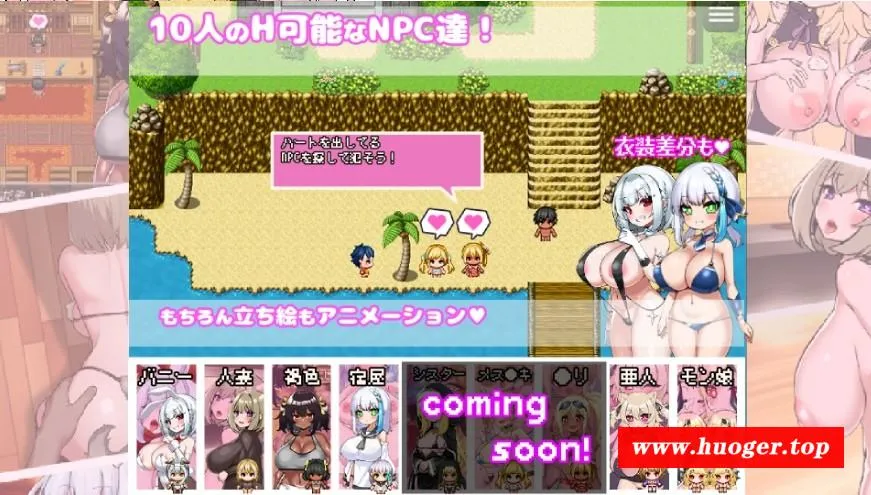 10人のH可能なNPC達！
ハートを出してる
NPCを探して犯そう！
衣装差分も♥
もちろん立ち絵もアニメーション♥
バニー
人妻
褐色
宿屋
シスター
メス●キ
●リ
亜人
モン娘
coming
soon!
www.huoger.top